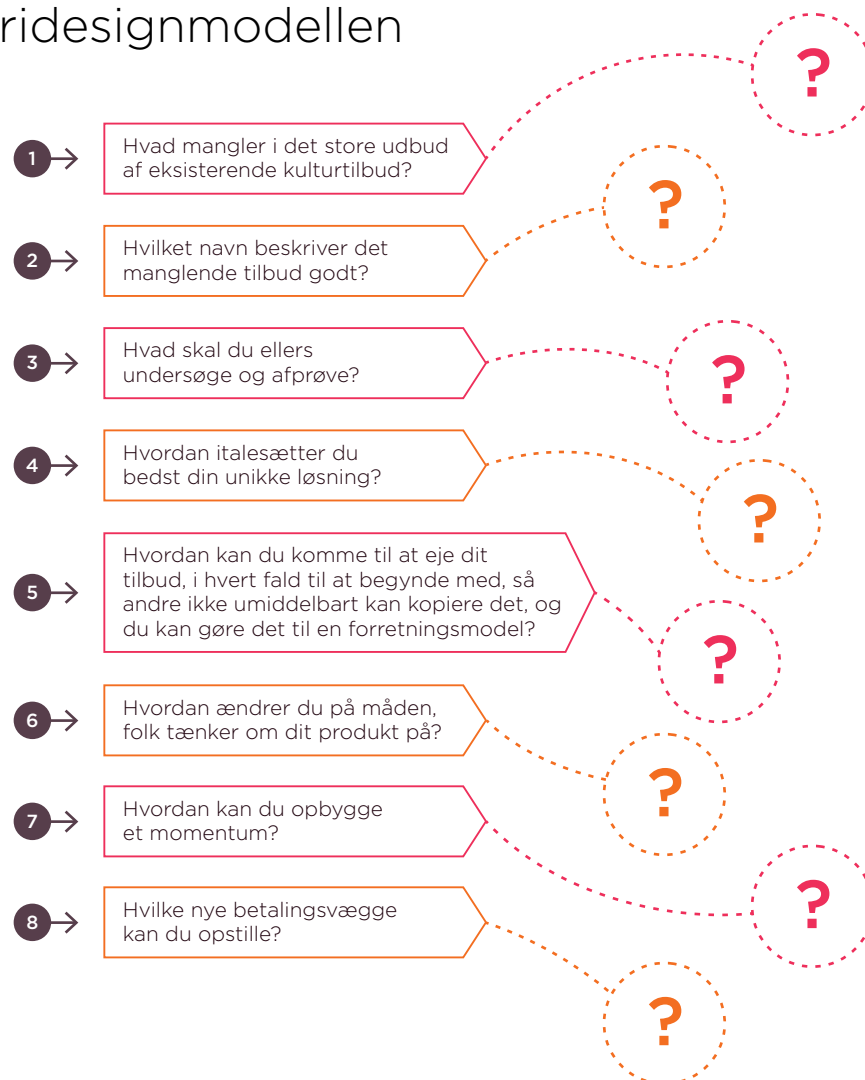 ridesignmodellen
?
1
Hvad mangler i det store udbud
af eksisterende kulturtilbud?
?
2
Hvilket navn beskriver det
manglende tilbud godt?
3
Hvad skal du ellers
undersøge og afprøve?
?
4
Hvordan italesætter du
bedst din unikke løsning?
?
5
Hvordan kan du komme til at eje dit
tilbud, i hvert fald til at begynde med, så
andre ikke umiddelbart kan kopiere det, og
du kan gøre det til en forretningsmodel?
?
6
Hvordan ændrer du på måden,
folk tænker om dit produkt på?
?
7
Hvordan kan du opbygge
et momentum?
?
8
Hvilke nye betalingsvægge
kan du opstille?
?